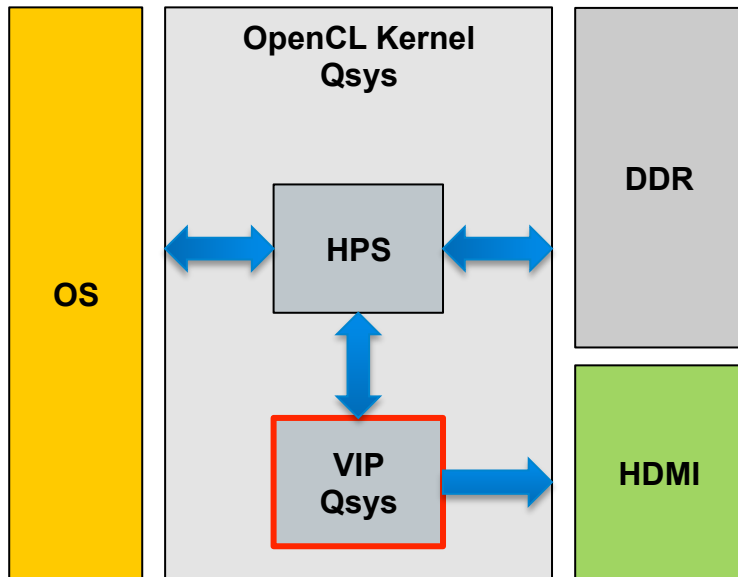 OpenCL Kernel
Qsys
OS
HPS
DDR
VIP
Qsys
HDMI